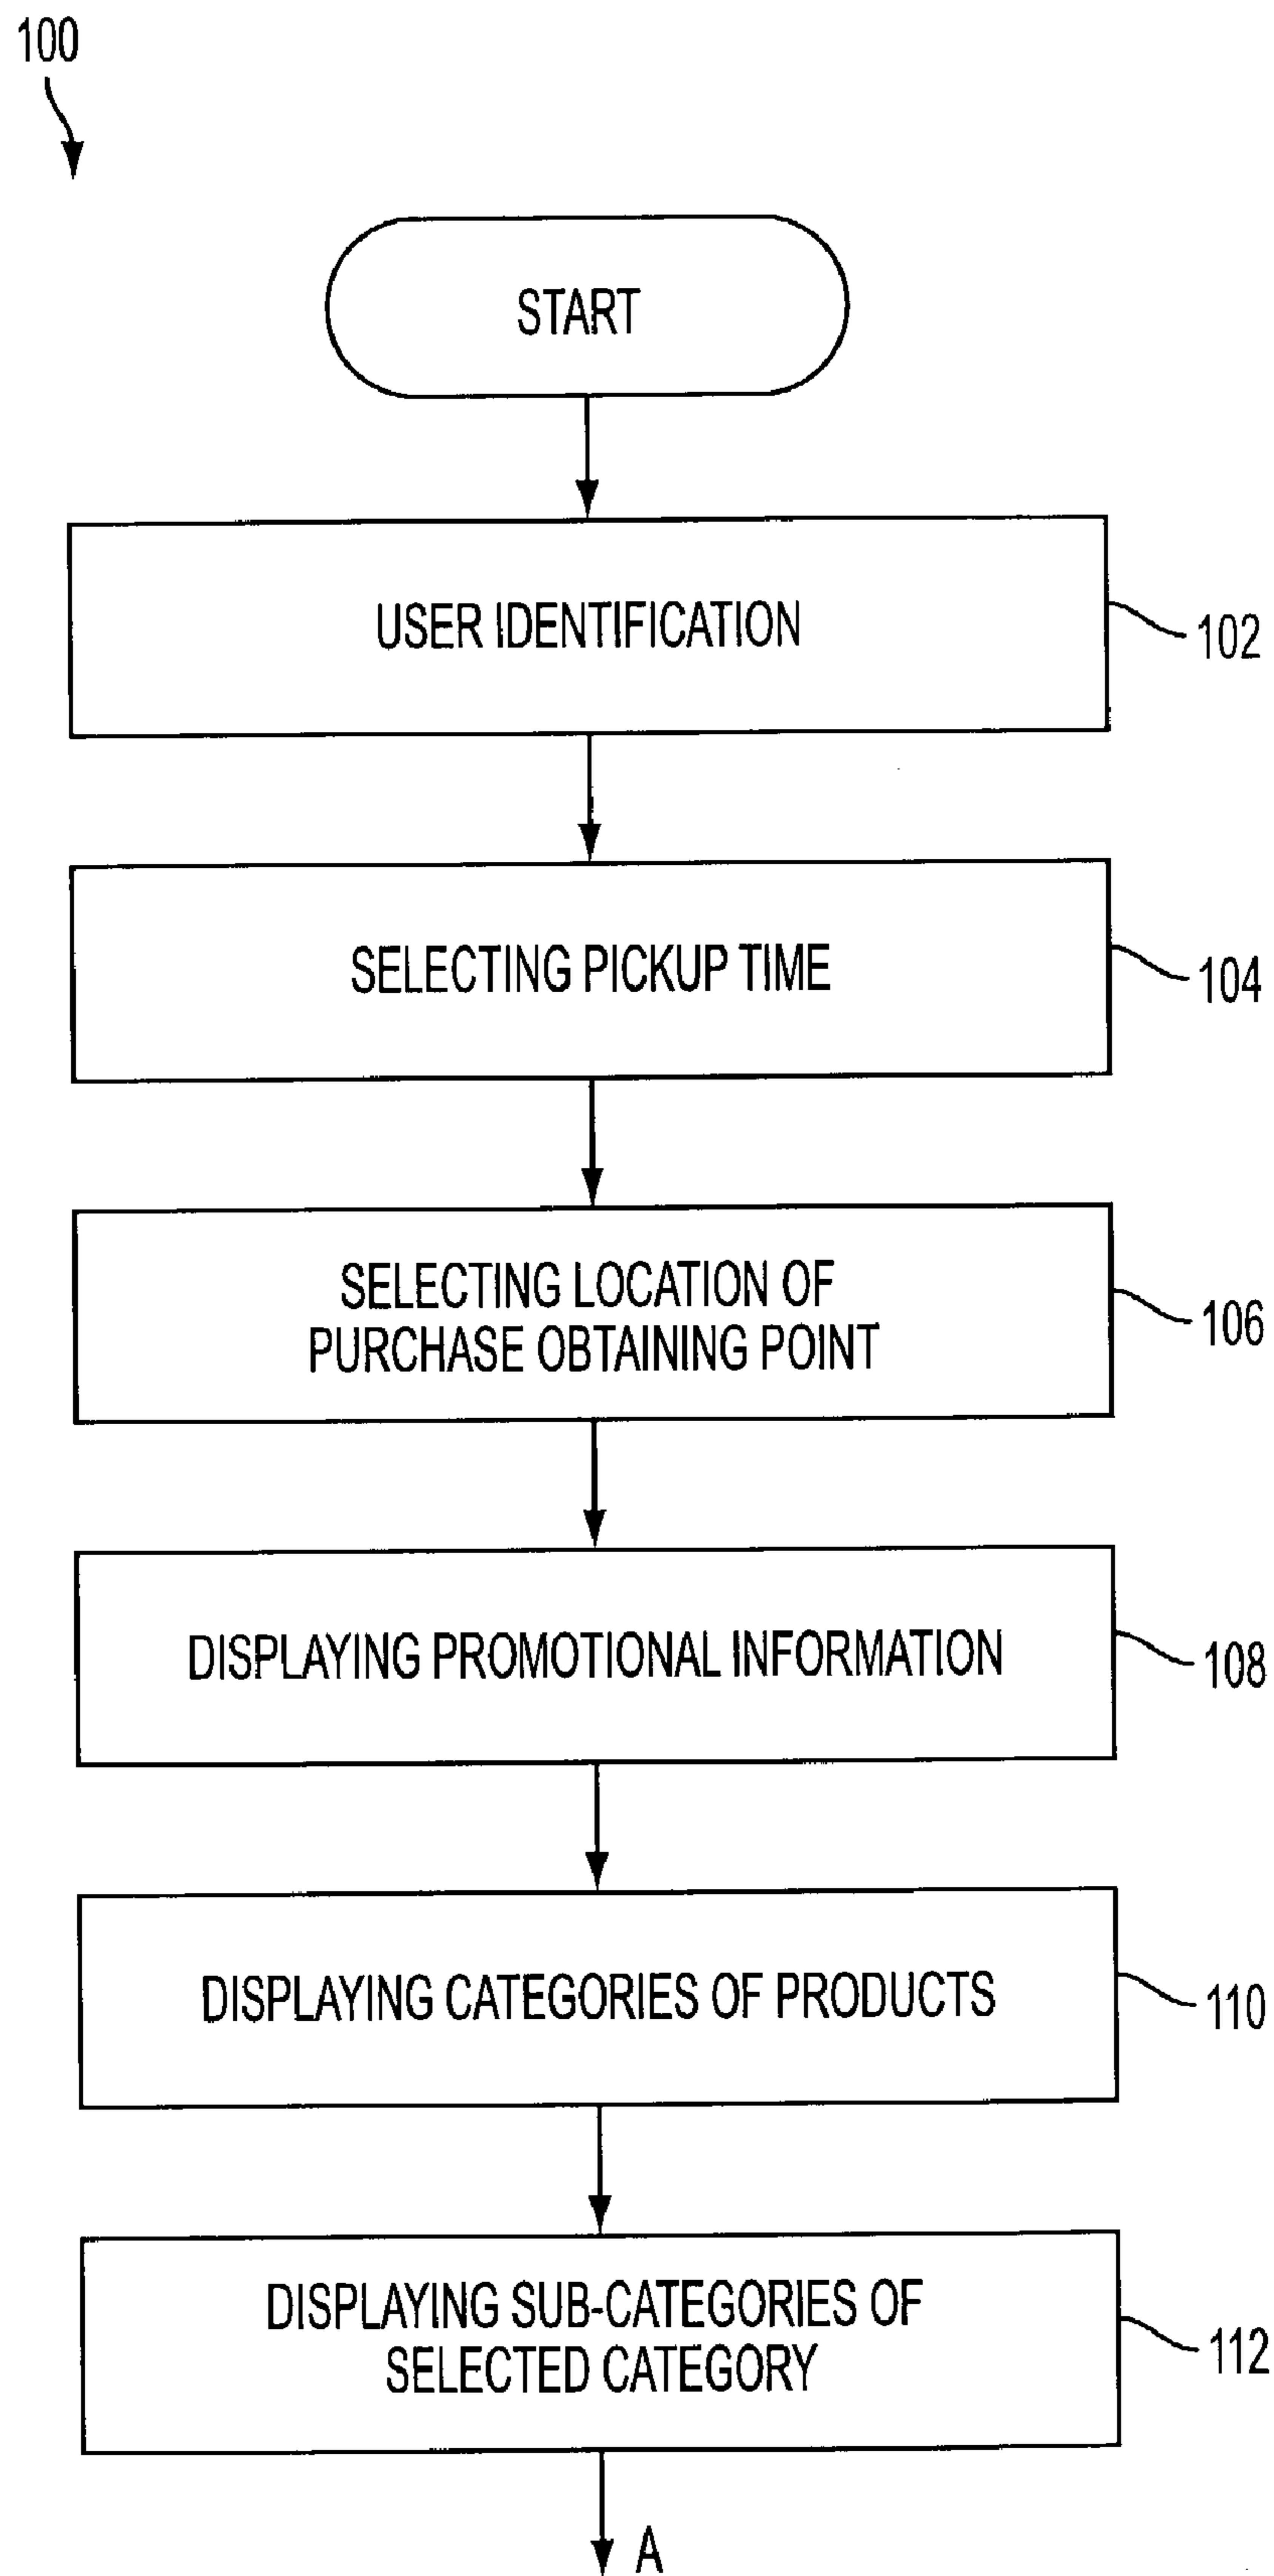 100
START
USER IDENTIFICATION
102
SELECTING PICKUP TIME
104
SELECTING LOCATION OF
PURCHASE OBTAINING POINT
106
DISPLAYING PROMOTIONAL INFORMATION
108
DISPLAYING CATEGORIES OF PRODUCTS
110
DISPLAYING SUB-CATEGORIES OF
SELECTED CATEGORY
112
A